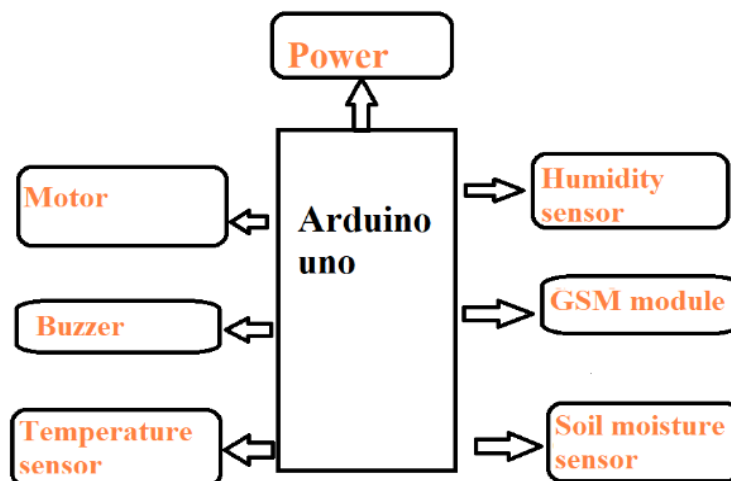 Power
Motor
Humidity
sensor
Arduino
uno
Buzzer
GSM module
Temperature
sensor
Soil moisture
sensor